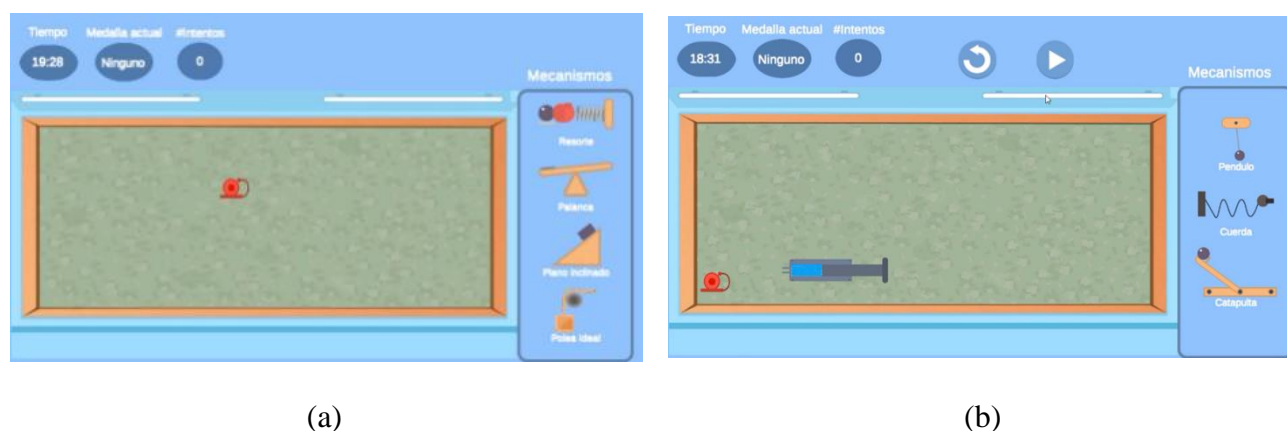 Tiempo Medalla actual #Intentos
19:28 Ninguno 0
Mecanismos
Resorte
Palanca
Plano inclinado
Polea Ideal
Tiempo Medalla actual #Intentos
18:31 Ninguno 0
Mecanismos
Pendulo
Cuerda
Catapulta
(a) (b)